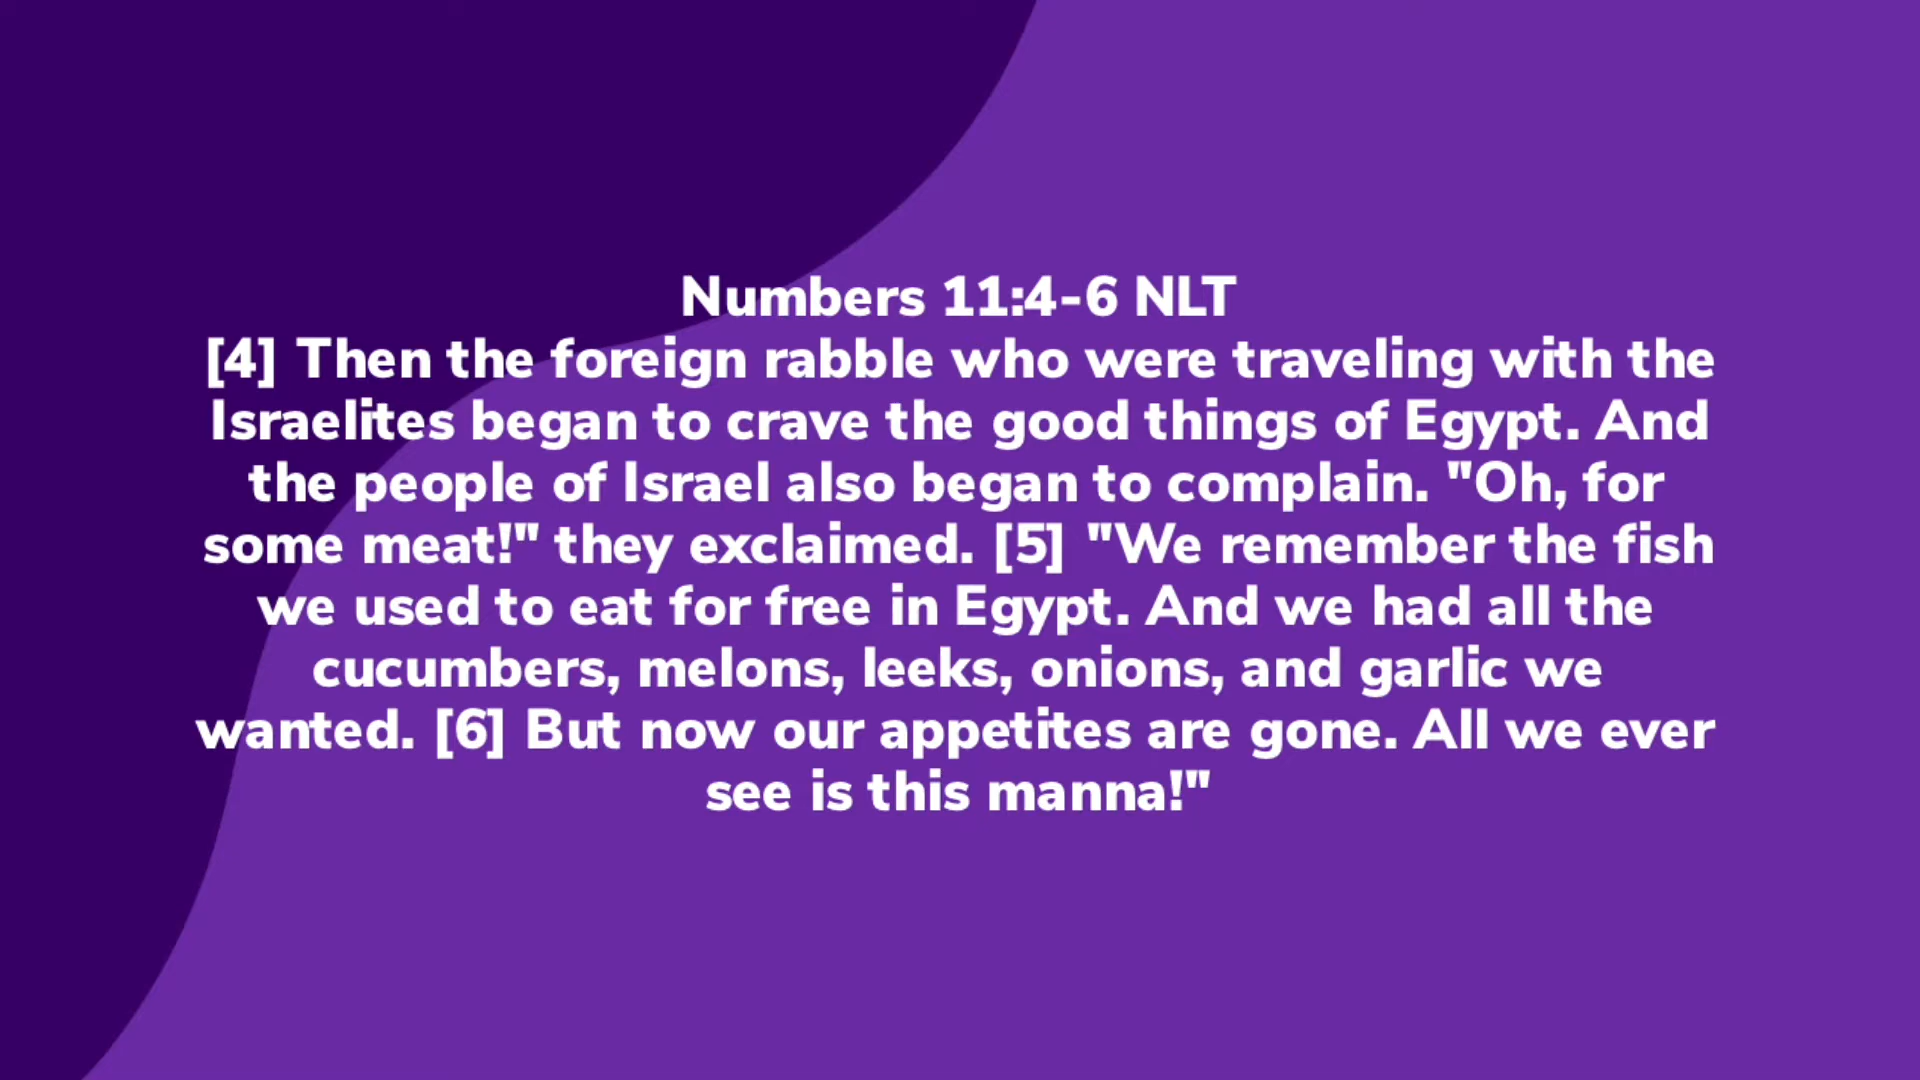 Numbers 11:4-6 NLT
[4] Then the foreign rabble who were traveling with the
Israelites began to crave the good things of Egypt. And
the people of Israel also began to complain. "Oh, for
some meat!" they exclaimed. [5] "We remember the fish
we used to eat for free in Egypt. And we had all the
cucumbers, melons, leeks, onions, and garlic we
wanted. [6] But now our appetites are gone. All we ever
see is this manna!"